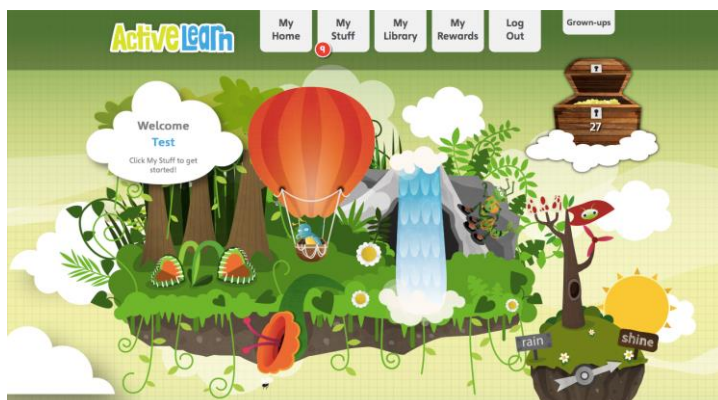 ActiveLearn
My
Home
My
Stuff
9
My
Library
My
Rewards
Log
Out
Grown-ups
27
Welcome
Test
Click My Stuff to get
started!
rain
shine